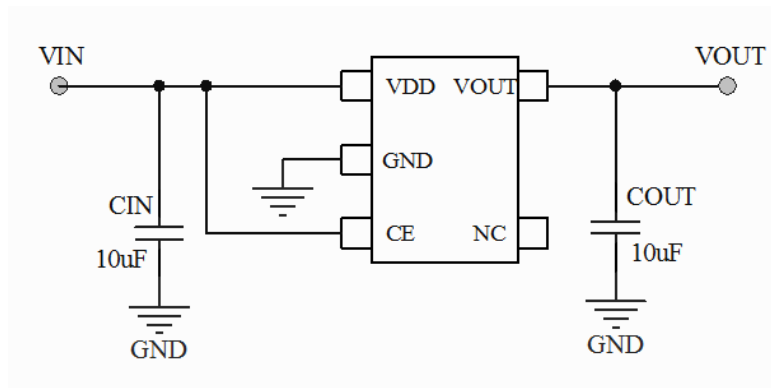 VIN
VOUT
VDD VOUT
GND
CIN
COUT
CE NC
10uF
10uF
GND
GND